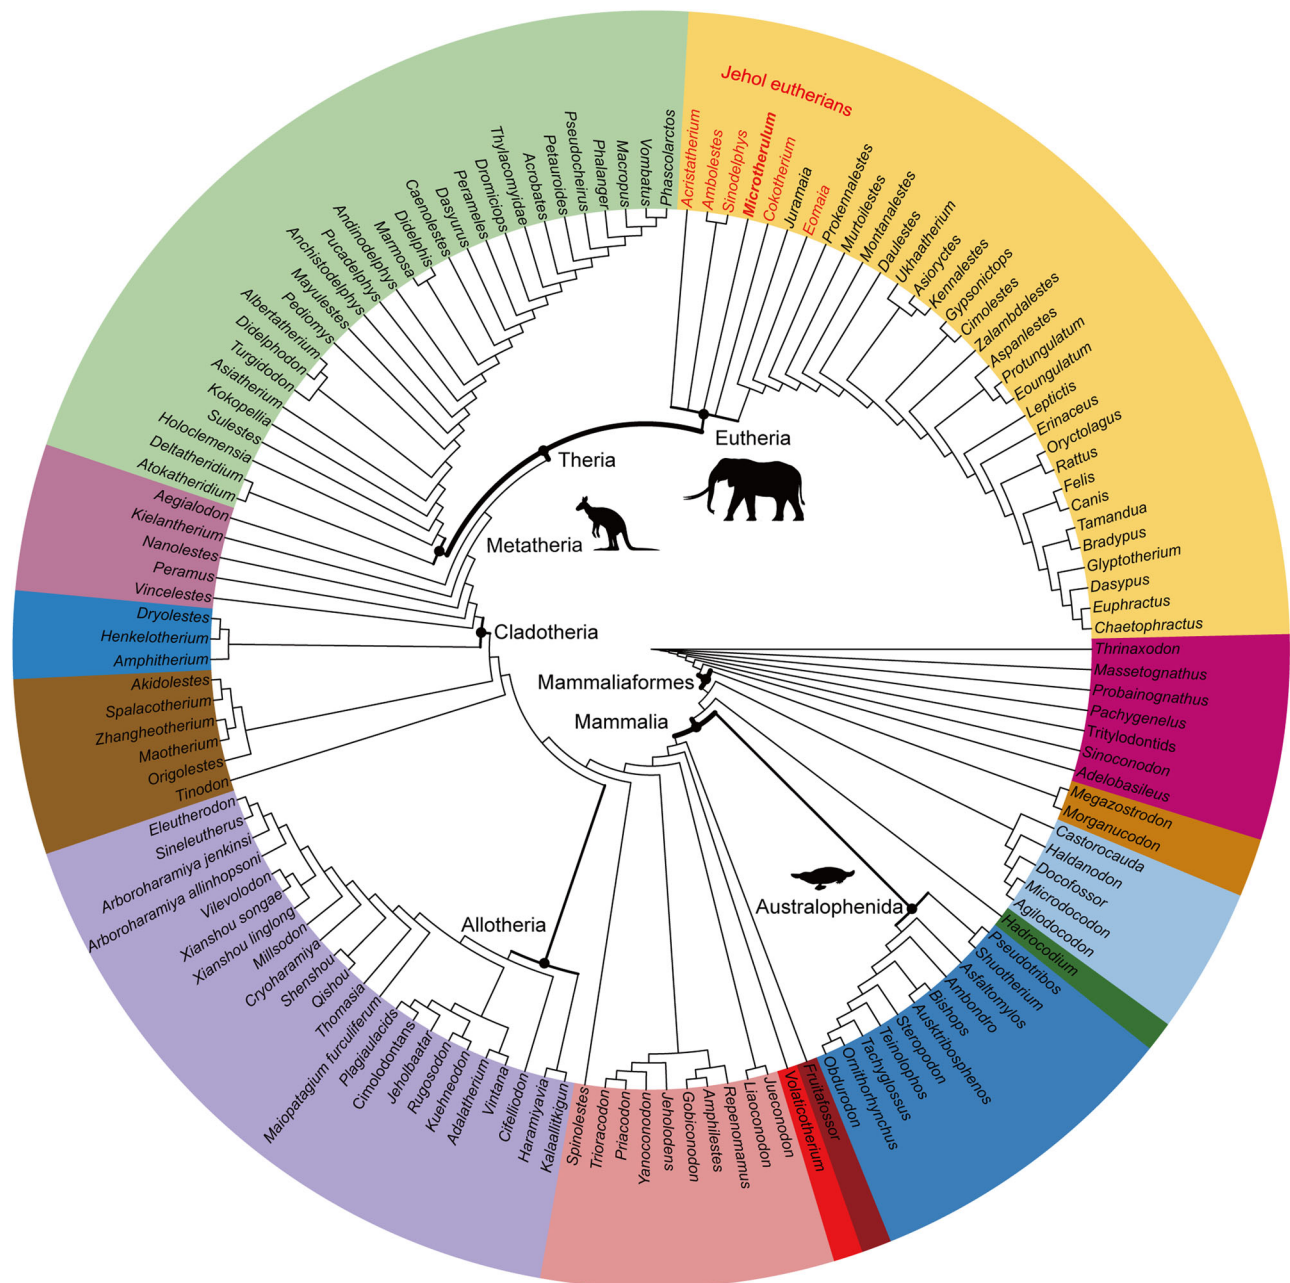 Jehol eutherians
Acristatherium
Ambolestes
Sinodelphys
Microtherulum
Cokotherium
Juramaia
Eomaia
Prokennalestes
Murtoilestes
Montanalestes
Daulestes
Ukhaatherium
Asioryctes
Kennalestes
Gypsonictops
Cimolestes
Zalambdalestes
Aspanlestes
Protungulatum
Eoungulatum
Leptictis
Erinaceus
Oryctolagus
Rattus
Felis
Canis
Tamandua
Bradypus
Glyptotherium
Dasypus
Euphractus
Chaetophractus
Thrinaxodon
Massetognathus
Probainognathus
Pachygenelus
Tritylodontids
Sinoconodon
Adelobasileus
Megazostrodon
Morganucodon
Castorocauda
Haldanodon
Docofossor
Microdocodon
Agilodocodon
Hadrocodium
Pseudotribos
Shuotherium
Asfaltomylos
Ambondro
Bishops
Ausktribosphenos
Steropodon
Teinolophos
Tachyglossus
Ornithorhynchus
Obdurodon
Fruitafossor
Volaticotherium
Jueconodon
Liaoconodon
Repenomamus
Amphilestes
Gobiconodon
Jeholodens
Yanoconodon
Priacodon
Trioracodon
Spinolestes
Kalaallitkigun
Haramiyavia
Cifelliodon
Vintana
Adalatherium
Kuehneodon
Rugosodon
Jeholbaatar
Cimolodontans
Plagiaulacids
Maiopatagium furculiferum
Thomasia
Qishou
Shenshou
Cryoharamiya
Millsodon
Xianshou linglong
Xianshou songae
Vilevolodon
Arboroharamiya allinhopsoni
Arboroharamiya jenkinsi
Sineleutherus
Eleutherodon
Tinodon
Origolestes
Maotherium
Zhangheotherium
Spalacotherium
Akidolestes
Amphitherium
Henkelotherium
Dryolestes
Vincelestes
Peramus
Nanolestes
Kielantherium
Aegialodon
Atokatheridium
Deltatheridium
Holoclemensia
Sulestes
Kokopellia
Asiatherium
Turgidodon
Didelphodon
Albertatherium
Pediomys
Mayulestes
Anchistodelphys
Pucadelphys
Andinodelphys
Marmosa
Didelphis
Caenolestes
Dasyurus
Perameles
Dromiciops
Thylacomyidae
Acrobates
Petauroides
Pseudocheirus
Phalanger
Macropus
Vombatus
Phascolarctos
Eutheria
Theria
Metatheria
Cladotheria
Mammaliaformes
Mammalia
Australophenida
Allotheria